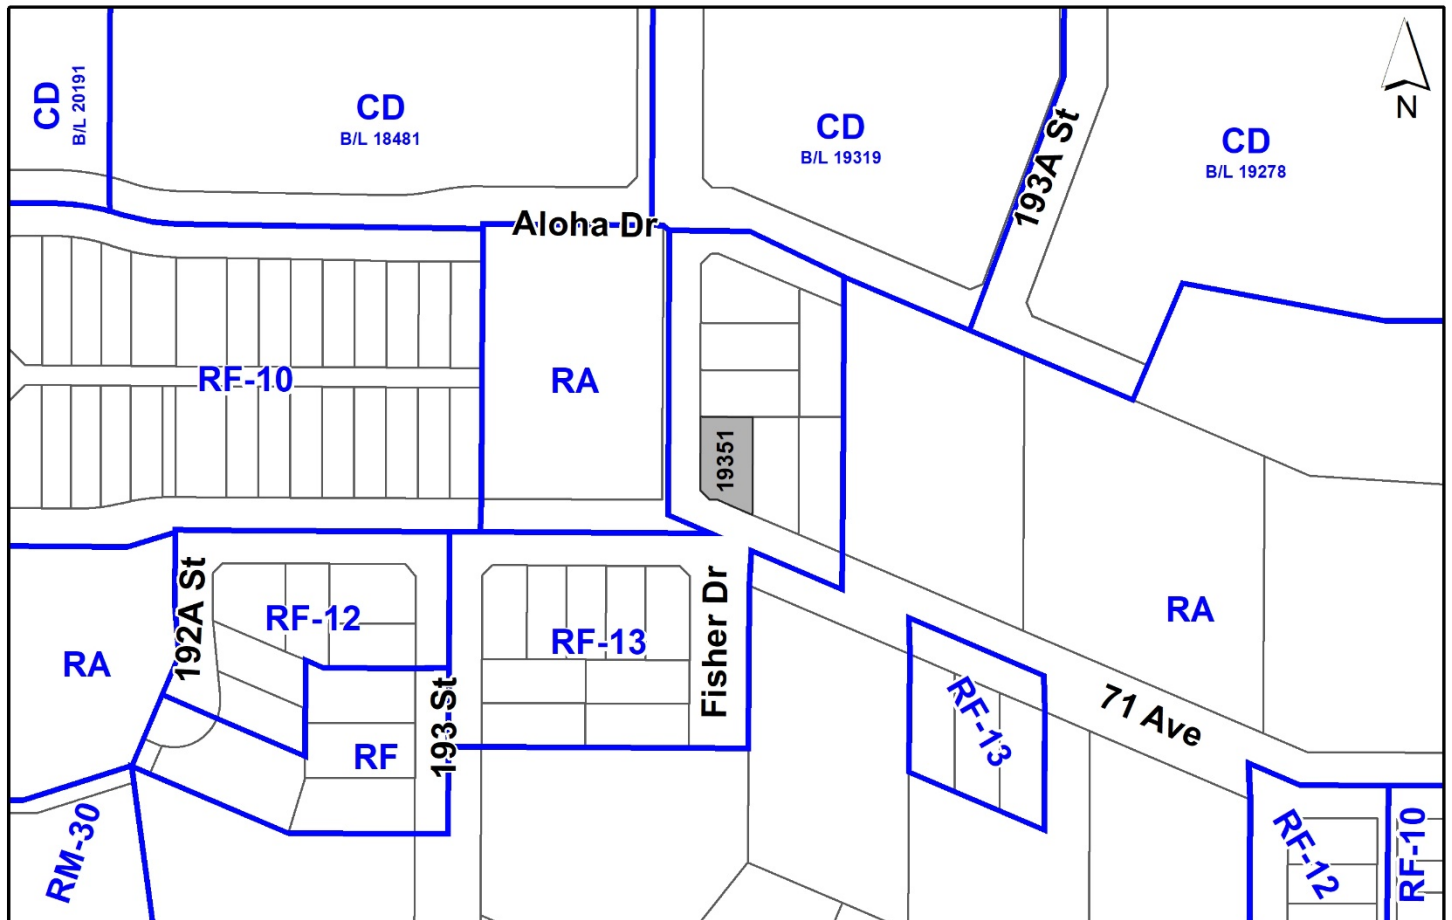 CD
B/L 20191
CD
B/L 18481
CD
B/L 19319
193A St
CD
B/L 19278
N
Aloha Dr
RF-10
RA
19351
192A St
RF-12
RF-13
Fisher Dr
RA
RA
193 St
RF
RF-13
71 Ave
RM-30
RF-12
RF-10